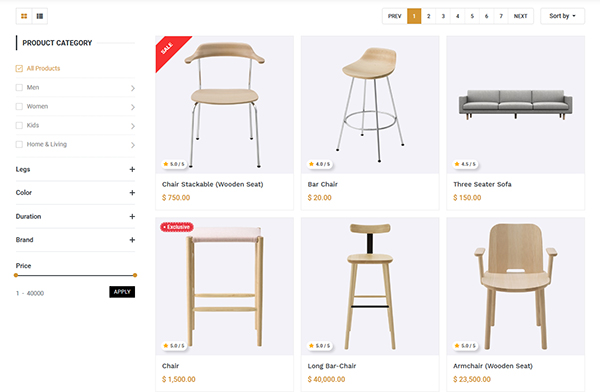 PREV 1 2 3 4 5 6 7 NEXT
Sort by
PRODUCT CATEGORY
All Products
Men
Women
Kids
Home & Living
Legs +
Color +
Duration +
Brand +
Price
1 - 40000
APPLY
SALE
5.0 / 5
Chair Stackable (Wooden Seat)
$ 750.00
4.0 / 5
Bar Chair
$ 20.00
4.5 / 5
Three Seater Sofa
$ 150.00
Exclusive
5.0 / 5
Chair
$ 1,500.00
5.0 / 5
Long Bar-Chair
$ 40,000.00
5.0 / 5
Armchair (Wooden Seat)
$ 23,500.00